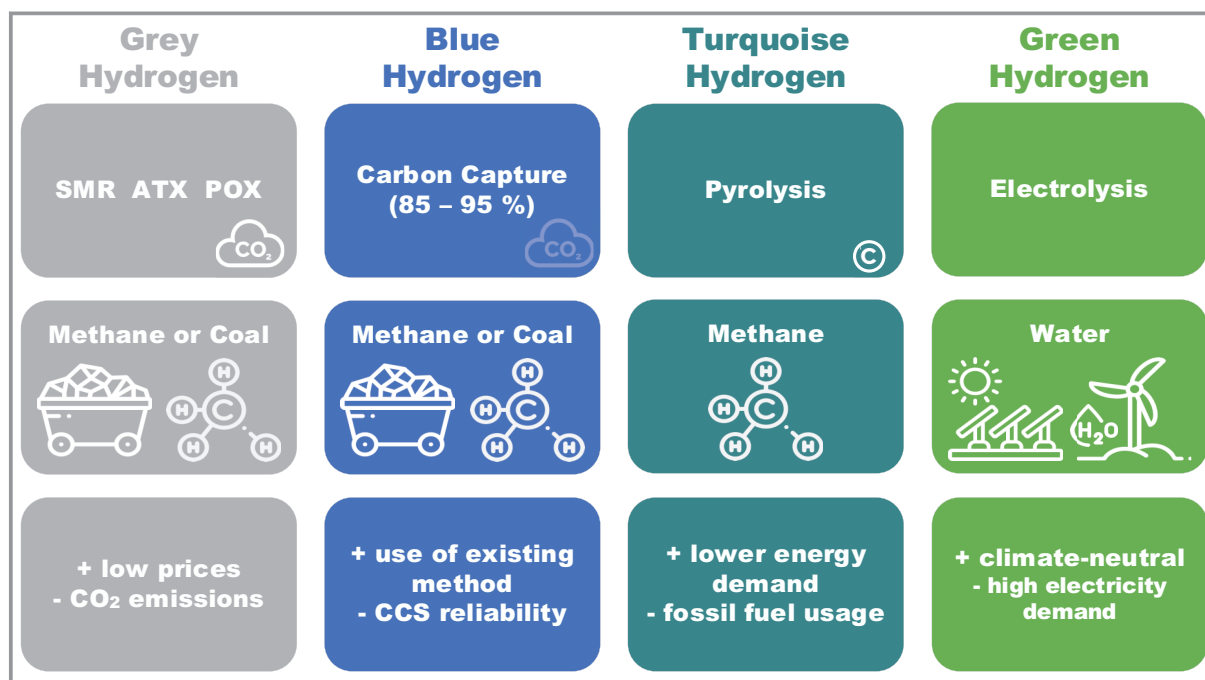 Grey
Hydrogen
Blue
Hydrogen
Turquoise
Hydrogen
Green
Hydrogen
SMR ATX POX
CO₂
Carbon Capture
(85 – 95 %)
CO₂
Pyrolysis
C
Electrolysis
Methane or Coal
H
H
C
H
H
Methane or Coal
H
H
C
H
H
Methane
H
H
C
H
H
Water
H₂O
+ low prices
- CO₂ emissions
+ use of existing
method
- CCS reliability
+ lower energy
demand
- fossil fuel usage
+ climate-neutral
- high electricity
demand